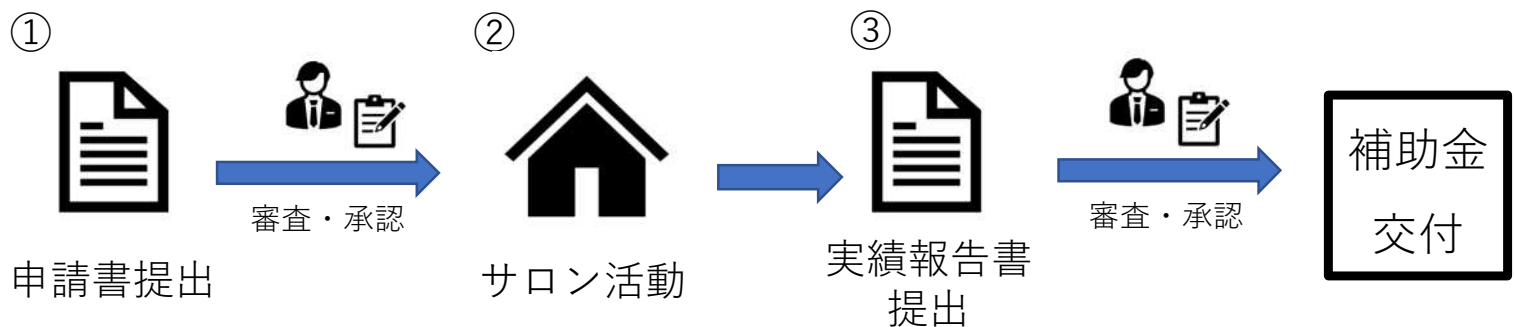 ①
申請書提出
審査・承認
②
サロン活動
③
実績報告書
提出
審査・承認
補助金
交付